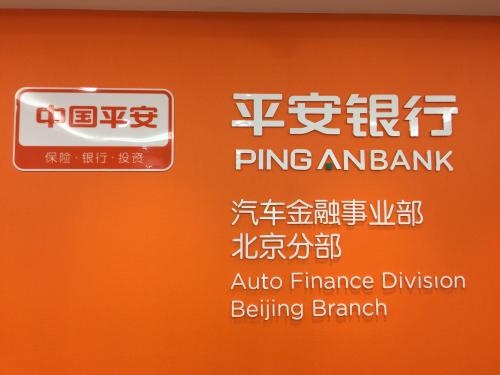 中国平安
保险·银行·投资
平安银行
PING AN BANK
汽车金融事业部
北京分部
Auto Finance Division
Beijing Branch